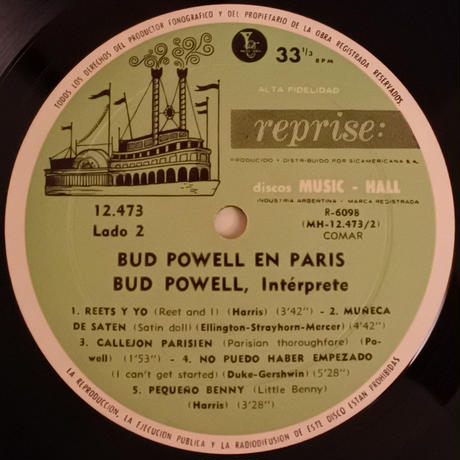 TODOS LOS DERECHOS DEL PRODUCTOR FONOGRAFICO Y DEL PROPIETARIO DE LA OBRA REGISTRADA RESERVADOS.
33 1/3 RPM
ALTA FIDELIDAD
reprise:
PRODUCIDO Y DISTRIBUIDO POR SICAMERICANA S.A.
discos MUSIC - HALL
INDUSTRIA ARGENTINA - MARCA REGISTRADA
12.473
R-6098
Lado 2
(MH-12.473/2)
COMAR
BUD POWELL EN PARIS
BUD POWELL, Intérprete
1. REETS Y YO (Reet and I) (Harris) (3'42") - 2. MUÑECA
DE SATEN (Satin doll) (Ellington-Strayhorn-Mercer) (4'42")
3. CALLEJON PARISIEN (Parisian thoroughfare) (Po-
well) (1'53") - 4. NO PUEDO HABER EMPEZADO
(I can't get started) (Duke-Gershwin) (5'28")
5. PEQUEÑO BENNY (Little Benny)
(Harris) (3'28")
LA REPRODUCCION, LA EJECUCION PUBLICA Y LA RADIODIFUSION DE ESTE DISCO ESTAN PROHIBIDAS